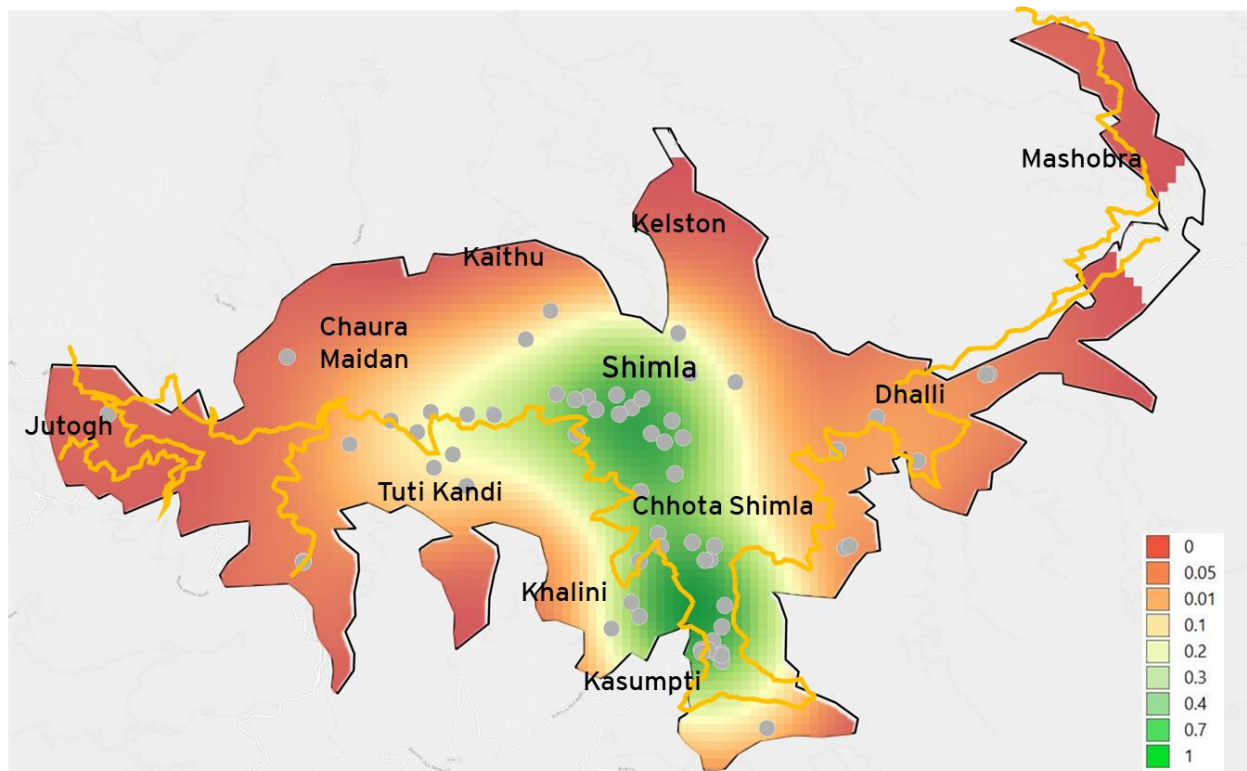 Mashobra
Kelston
Kaithu
Chaura
Maidan
Shimla
Dhalli
Jutogh
Tuti Kandi
Chhota Shimla
Khalini
Kasumpti
0
0.05
0.01
0.1
0.2
0.3
0.4
0.7
1